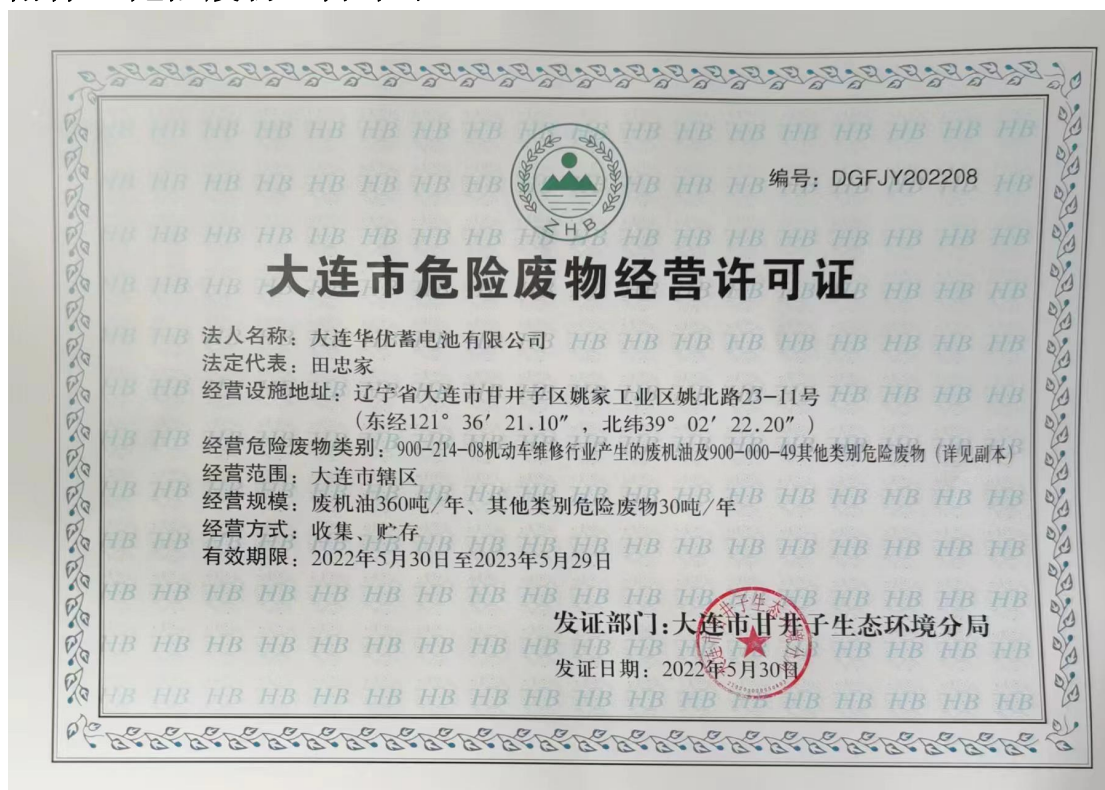 ZHB
编号：DGFJY202208
大连市危险废物经营许可证
法人名称：大连华优蓄电池有限公司
法定代表：田忠家
经营设施地址：辽宁省大连市甘井子区姚家工业区姚北路23-11号
（东经121°36′21.10″，北纬39°02′22.20″）
经营危险废物类别：900-214-08机动车维修行业产生的废机油及900-000-49其他类别危险废物（详见副本）
经营范围：大连市辖区
经营规模：废机油360吨/年、其他类别危险废物30吨/年
经营方式：收集、贮存
有效期限：2022年5月30日至2023年5月29日
发证部门:大连市甘井子生态环境分局
发证日期：2022年5月30日